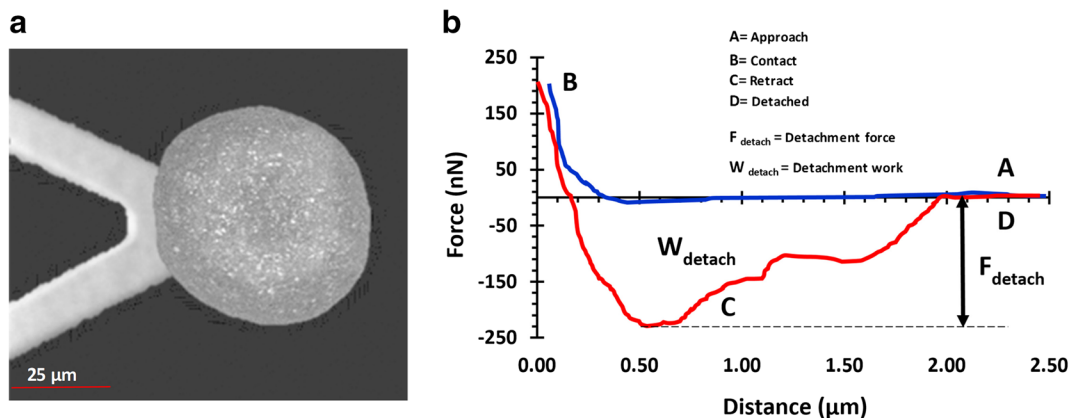 a
25 µm
b
A= Approach
B= Contact
C= Retract
D= Detached
F detach = Detachment force
W detach = Detachment work
250
150
50
-50
-150
-250
Force (nN)
B
A
D
W detach
F detach
C
0.00 0.50 1.00 1.50 2.00 2.50
Distance (µm)